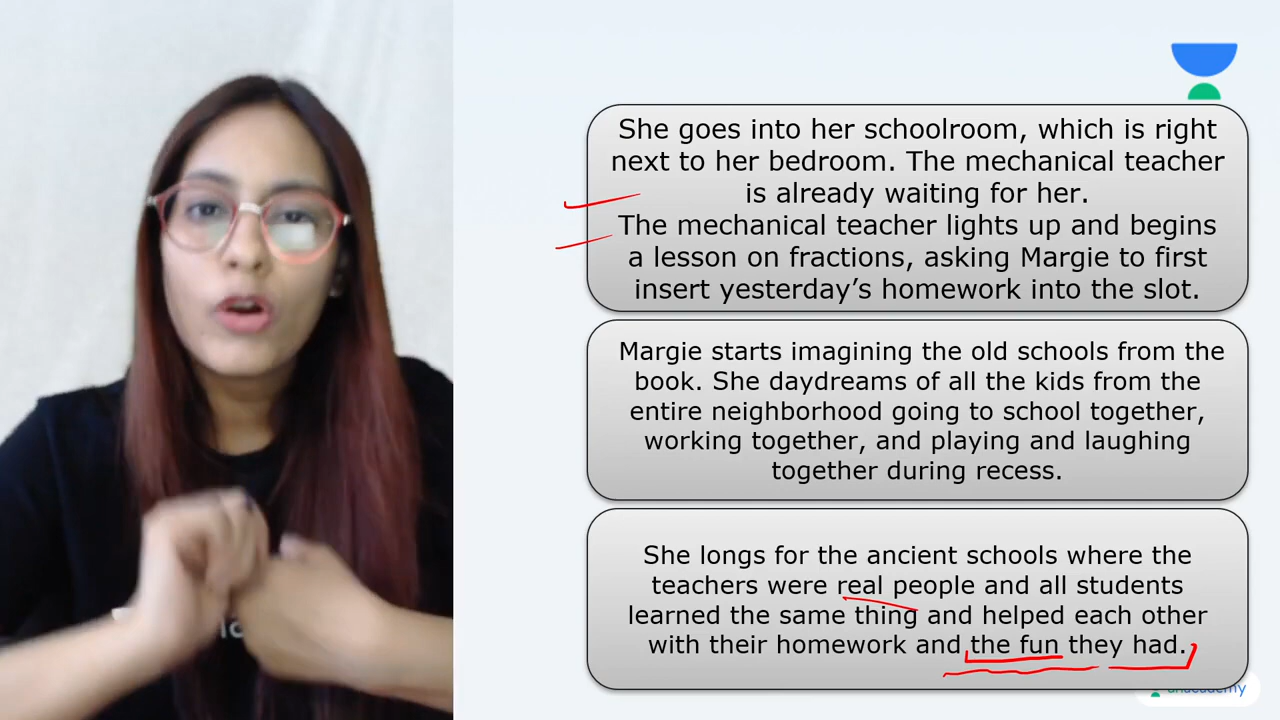 She goes into her schoolroom, which is right
next to her bedroom. The mechanical teacher
is already waiting for her.
The mechanical teacher lights up and begins
a lesson on fractions, asking Margie to first
insert yesterday’s homework into the slot.
Margie starts imagining the old schools from the
book. She daydreams of all the kids from the
entire neighborhood going to school together,
working together, and playing and laughing
together during recess.
She longs for the ancient schools where the
teachers were real people and all students
learned the same thing and helped each other
with their homework and the fun they had.
unacademy